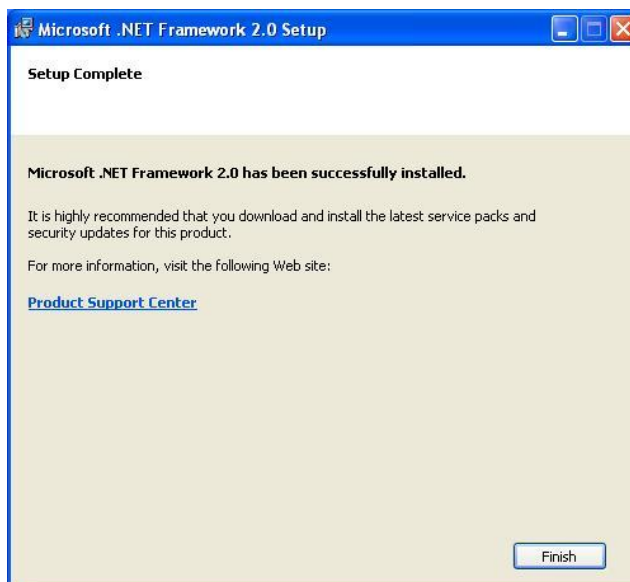 Microsoft .NET Framework 2.0 Setup
Setup Complete
Microsoft .NET Framework 2.0 has been successfully installed.
It is highly recommended that you download and install the latest service packs and
security updates for this product.
For more information, visit the following Web site:
Product Support Center
Finish